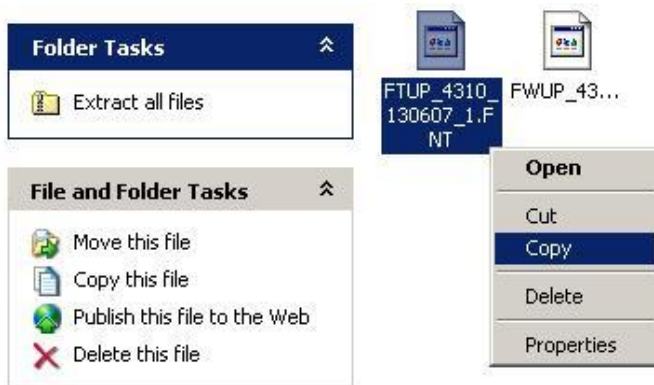 Folder Tasks
Extract all files
File and Folder Tasks
Move this file
Copy this file
Publish this file to the Web
Delete this file
FTUP_4310_
130607_1.F
NT
FWUP_43...
Open
Cut
Copy
Delete
Properties